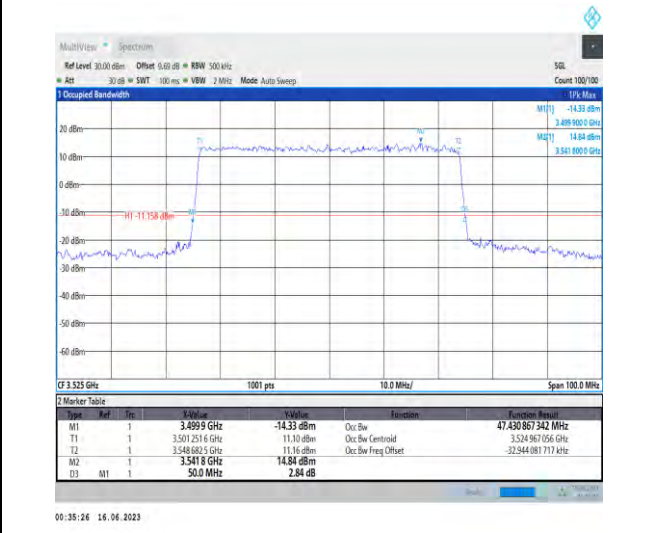 MultiView Spectrum
Ref Level 30.00 dBm Offset 9.69 dB RBW 500 kHz SGL
Att 30 dB SWT 100 ms VBW 2 MHz Mode Auto Sweep Count 100/100
1 Occupied Bandwidth 1Pk Max
M1[1] -14.33 dBm
3.499 900 0 GHz
M2[1] 14.84 dBm
3.541 800 0 GHz
20 dBm
10 dBm
0 dBm
-10 dBm
H1 -11.158 dBm
-20 dBm
-30 dBm
-40 dBm
-50 dBm
-60 dBm
CF 3.525 GHz 1001 pts 10.0 MHz/ Span 100.0 MHz
2 Marker Table
Type Ref Trc X-Value Y-Value Function Function Result
M1 1 3.4999 GHz -14.33 dBm Occ Bw 47.430 867 342 MHz
T1 1 3.501 251 6 GHz 11.10 dBm Occ Bw Centroid 3.524 967 056 GHz
T2 1 3.548 682 5 GHz 11.16 dBm Occ Bw Freq Offset -32.944 081 717 kHz
M2 1 3.541 8 GHz 14.84 dBm
D3 M1 1 50.0 MHz 2.84 dB
00:35:26 16.06.2023